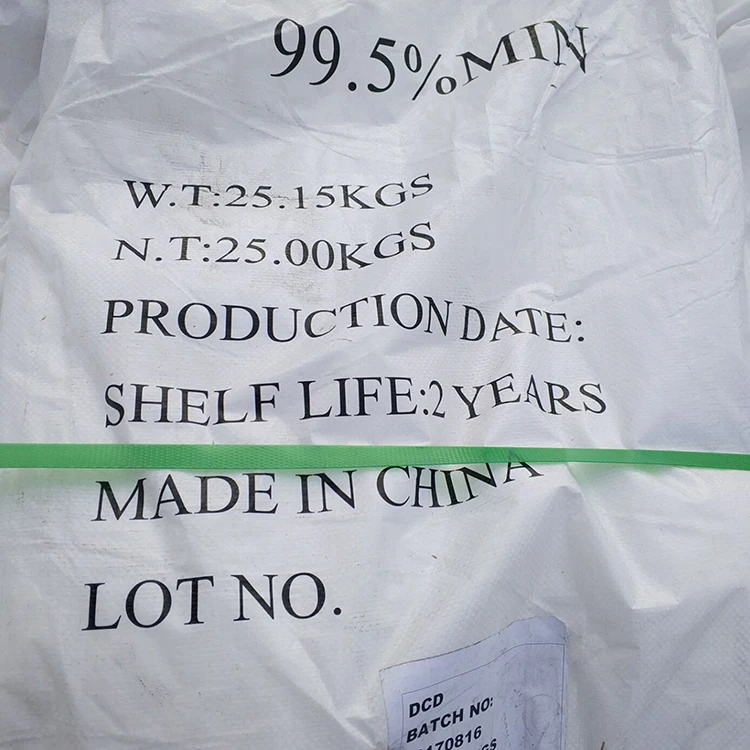 99.5%MIN
W.T:25.15KGS
N.T:25.00KGS
PRODUCTION DATE:
SHELF LIFE:2 YEARS
MADE IN CHINA
LOT NO.
DCD
BATCH NO:
170816